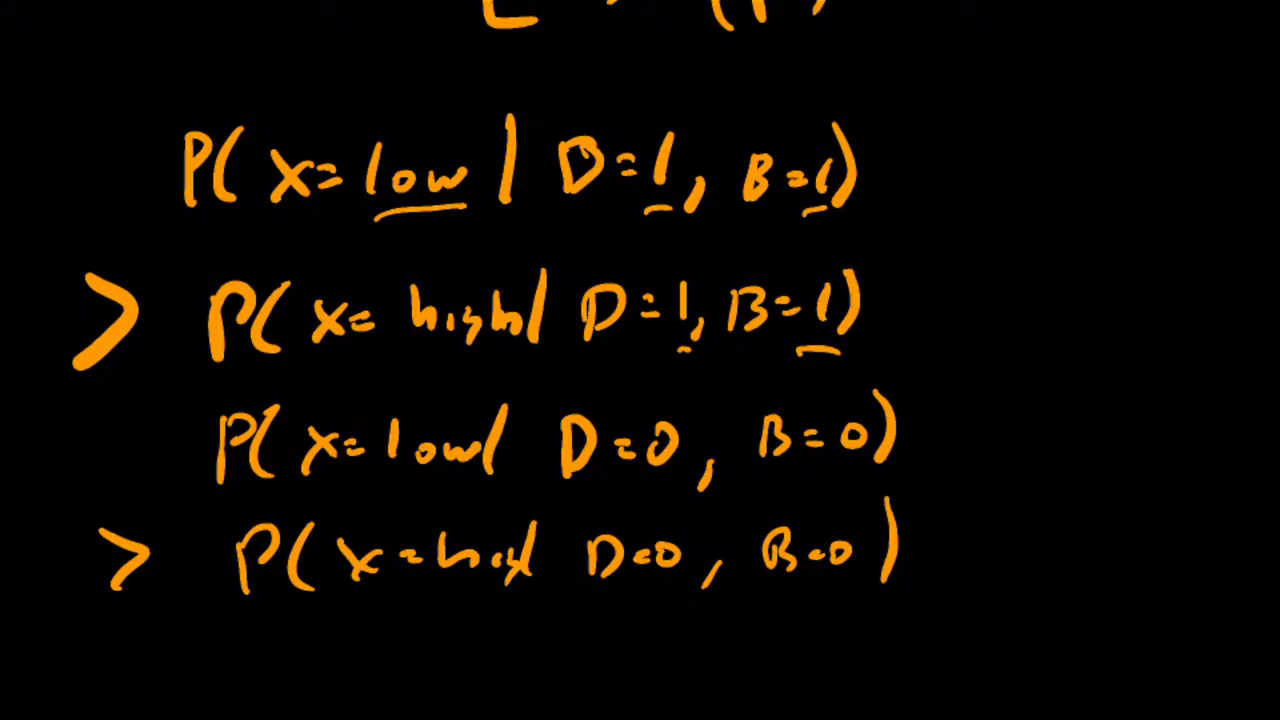 P( x = low | D = 1, B = 1)
> P( x = high | D = 1, B = 1)
P( x = low | D = 0, B = 0)
> P( x = high D = 0, B = 0)